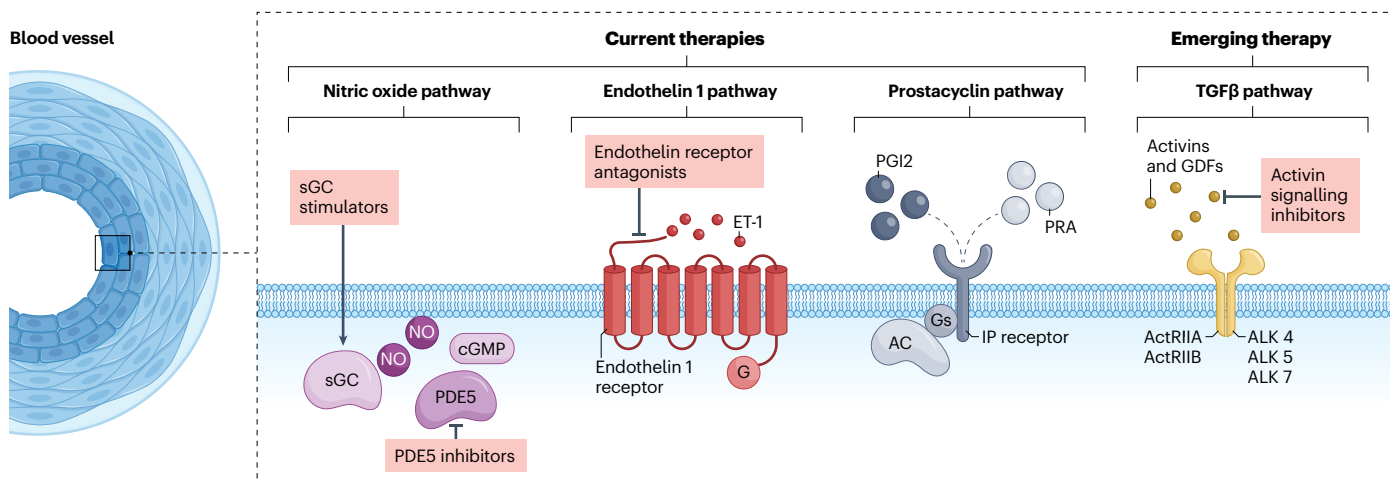 Blood vessel
Current therapies
Emerging therapy
Nitric oxide pathway
Endothelin 1 pathway
Prostacyclin pathway
TGFβ pathway
sGC
stimulators
NO
NO
cGMP
sGC
PDE5
PDE5 inhibitors
Endothelin receptor
antagonists
ET-1
Endothelin 1
receptor
G
PGI2
PRA
Gs
AC
IP receptor
Activins
and GDFs
Activin
signalling
inhibitors
ActRIIA
ActRIIB
ALK 4
ALK 5
ALK 7